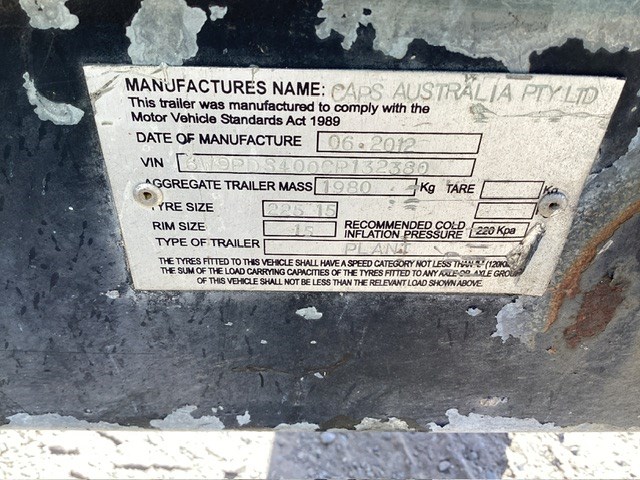 MANUFACTURES NAME: CAPS AUSTRALIA PTY LTD
This trailer was manufactured to comply with the
Motor Vehicle Standards Act 1989
DATE OF MANUFACTURE 06.2012
VIN
AGGREGATE TRAILER MASS 1980 Kg TARE Kg
TYRE SIZE 225 15
RIM SIZE 15 RECOMMENDED COLD INFLATION PRESSURE 220 Kpa
TYPE OF TRAILER PLANT
THE TYRES FITTED TO THIS VEHICLE SHALL HAVE A SPEED CATEGORY NOT LESS THAN
THE SUM OF THE LOAD CARRYING CAPACITIES OF THE TYRES FITTED TO ANY AXLE OR AXLE GROUP
OF THIS VEHICLE SHALL NOT BE LESS THAN THE RELEVANT LOAD SHOWN ABOVE.